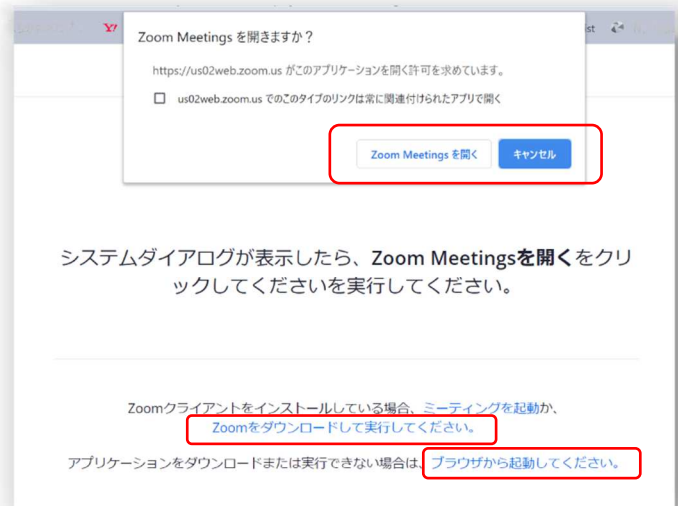 Y!
Zoom Meetings を開きますか？
ist
https://us02web.zoom.us がこのアプリケーションを開く許可を求めています。
us02web.zoom.us でのこのタイプのリンクは常に関連付けられたアプリで開く
Zoom Meetings を開く
キャンセル
システムダイアログが表示したら、Zoom Meetingsを開くをクリ
ックしてくださいを実行してください。
Zoomクライアントをインストールしている場合、ミーティングを起動か、
Zoomをダウンロードして実行してください。
アプリケーションをダウンロードまたは実行できない場合は、ブラウザから起動してください。